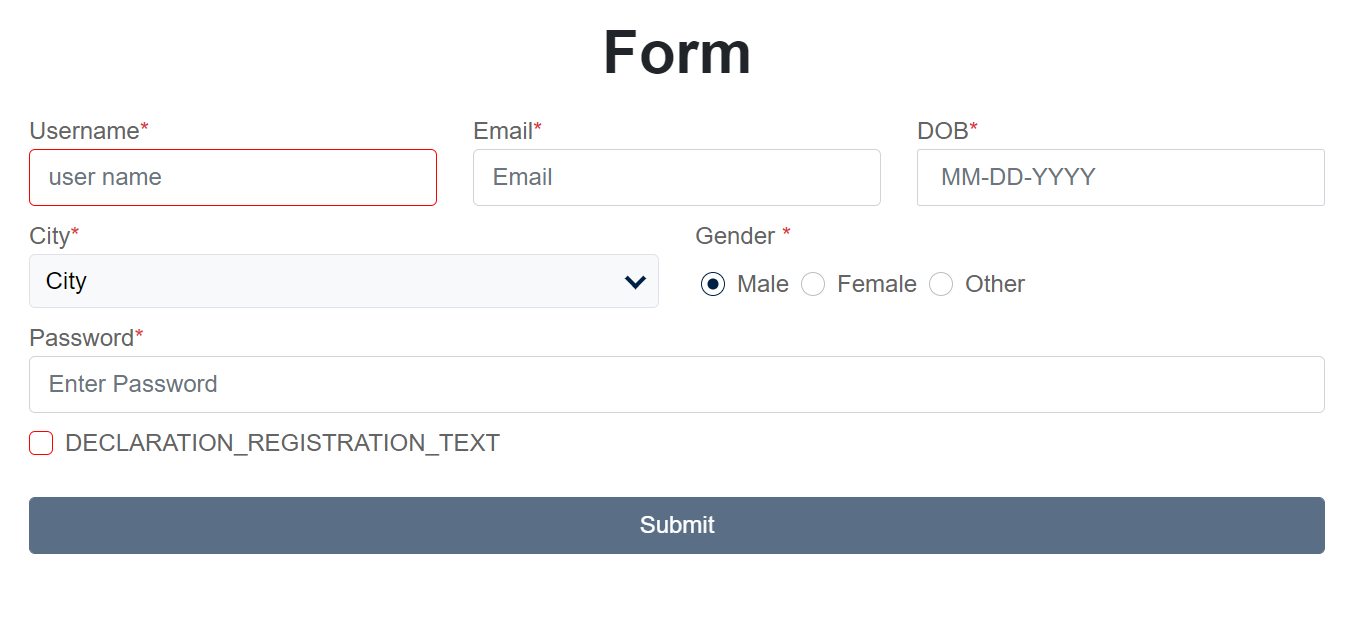 Form
Username* Email* DOB*
user name Email MM-DD-YYYY
City* Gender *
City Male Female Other
Password*
Enter Password
DECLARATION_REGISTRATION_TEXT
Submit